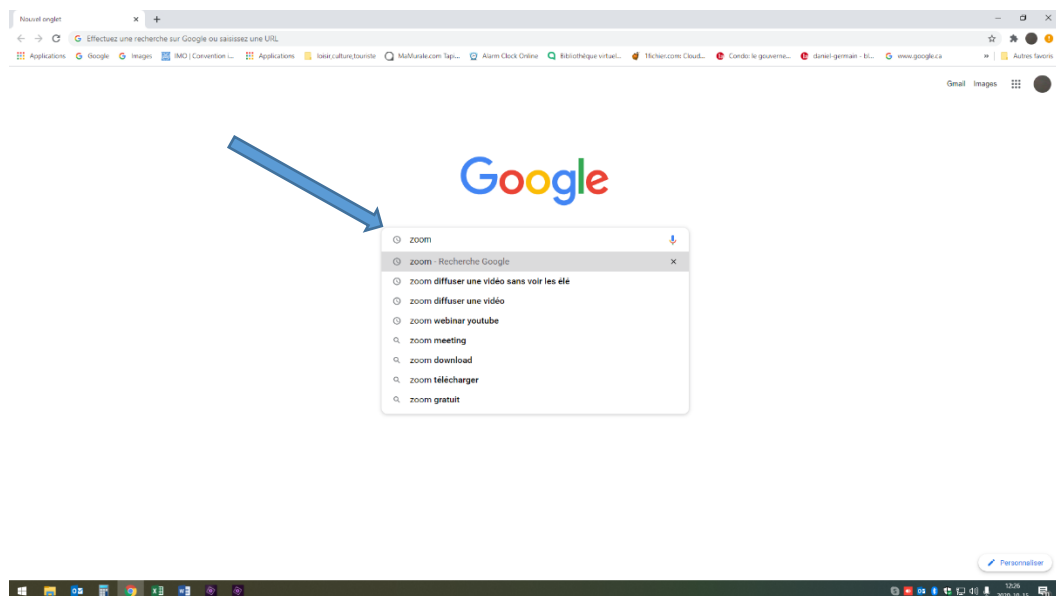 Nouvel onglet
Effectuez une recherche sur Google ou saisissez une URL
Applications Google Images IMO | Convention i... Applications loisir,culture,touriste MaMurale.com Tapi... Alarm Clock Online Bibliothèque virtuel... 1fichier.com: Cloud... Condo: le gouverne... daniel-germain - bl... www.google.ca » Autres favoris
Gmail Images
Google
zoom
zoom - Recherche Google
zoom diffuser une vidéo sans voir les élé
zoom diffuser une vidéo
zoom webinar youtube
zoom meeting
zoom download
zoom télécharger
zoom gratuit
Personnaliser
12:26
2020-10-15